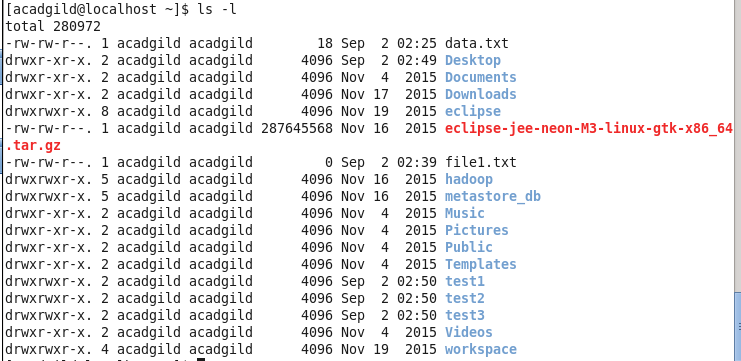 [acadgild@localhost ~]$ ls -l
total 280972
-rw-rw-r--. 1 acadgild acadgild        18 Sep  2 02:25 data.txt
drwxr-xr-x. 2 acadgild acadgild      4096 Sep  2 02:49 Desktop
drwxr-xr-x. 2 acadgild acadgild      4096 Nov  4  2015 Documents
drwxr-xr-x. 2 acadgild acadgild      4096 Nov 17  2015 Downloads
drwxrwxr-x. 8 acadgild acadgild      4096 Nov 19  2015 eclipse
-rw-rw-r--. 1 acadgild acadgild 287645568 Nov 16  2015 eclipse-jee-neon-M3-linux-gtk-x86_64
.tar.gz
-rw-rw-r--. 1 acadgild acadgild         0 Sep  2 02:39 file1.txt
drwxrwxr-x. 5 acadgild acadgild      4096 Nov 16  2015 hadoop
drwxrwxr-x. 5 acadgild acadgild      4096 Nov 16  2015 metastore_db
drwxr-xr-x. 2 acadgild acadgild      4096 Nov  4  2015 Music
drwxr-xr-x. 2 acadgild acadgild      4096 Nov  4  2015 Pictures
drwxr-xr-x. 2 acadgild acadgild      4096 Nov  4  2015 Public
drwxr-xr-x. 2 acadgild acadgild      4096 Nov  4  2015 Templates
drwxrwxr-x. 2 acadgild acadgild      4096 Sep  2 02:50 test1
drwxrwxr-x. 2 acadgild acadgild      4096 Sep  2 02:50 test2
drwxrwxr-x. 2 acadgild acadgild      4096 Sep  2 02:50 test3
drwxr-xr-x. 2 acadgild acadgild      4096 Nov  4  2015 Videos
drwxrwxr-x. 4 acadgild acadgild      4096 Nov 19  2015 workspace